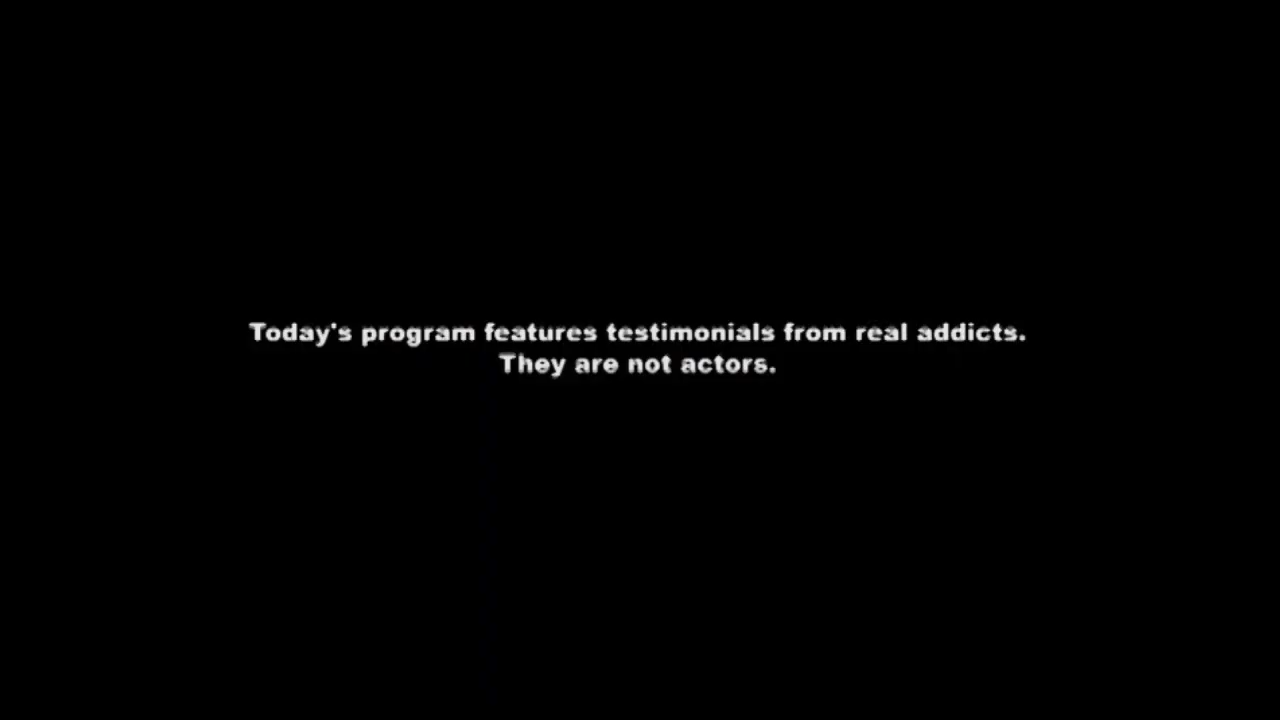 Today's program features testimonials from real addicts.
They are not actors.